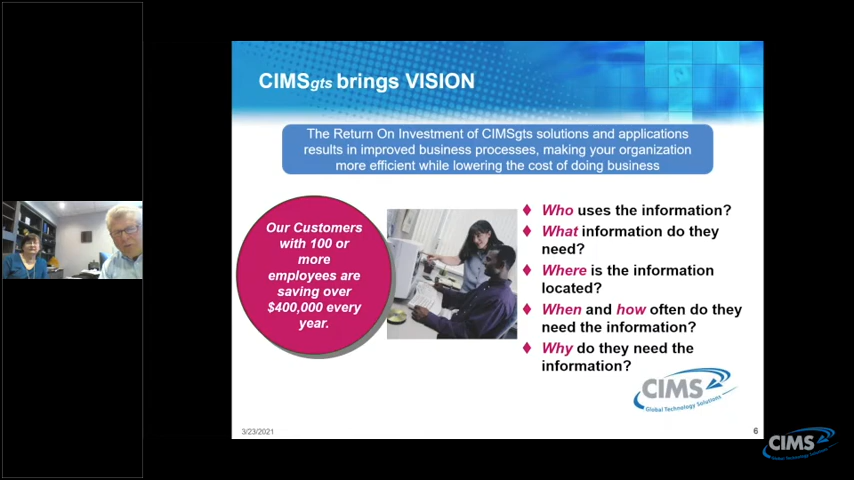 CIMSgts brings VISION
The Return On Investment of CIMSgts solutions and applications
results in improved business processes, making your organization
more efficient while lowering the cost of doing business
Our Customers
with 100 or
more
employees are
saving over
$400,000 every
year.
Who uses the information?
What information do they
need?
Where is the information
located?
When and how often do they
need the information?
Why do they need the
information?
CIMS
Global Technology Solutions
3/23/2021
6
CIMS
Global Technology Solutions